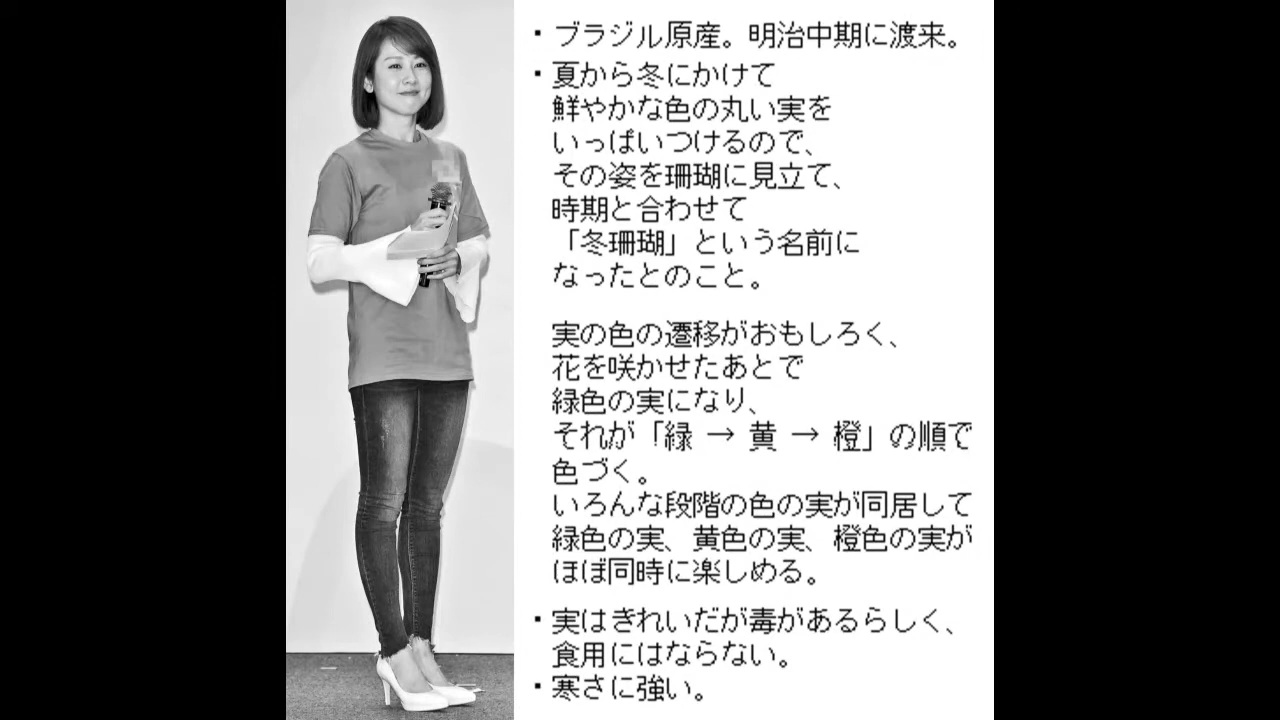 ・ブラジル原産。明治中期に渡来。
・夏から冬にかけて
鮮やかな色の丸い実を
いっぱいつけるので、
その姿を珊瑚に見立て、
時期と合わせて
「冬珊瑚」という名前に
なったとのこと。
実の色の遷移がおもしろく、
花を咲かせたあとで
緑色の実になり、
それが「緑 → 黄 → 橙」の順で
色づく。
いろんな段階の色の実が同居して
緑色の実、黄色の実、橙色の実が
ほぼ同時に楽しめる。
・実はきれいだが毒があるらしく、
食用にはならない。
・寒さに強い。